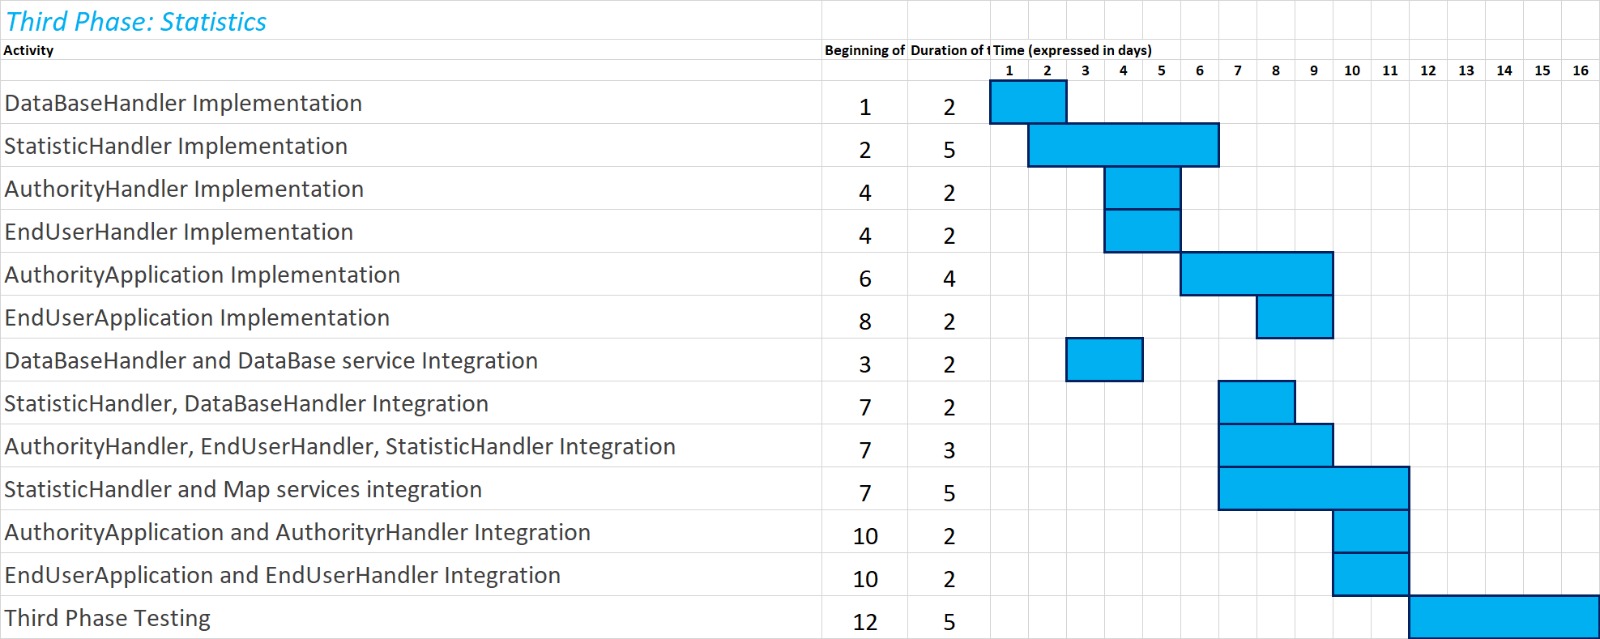 Third Phase: Statistics
Activity Beginning of Duration of t Time (expressed in days)
1 2 3 4 5 6 7 8 9 10 11 12 13 14 15 16
DataBaseHandler Implementation 1 2
StatisticHandler Implementation 2 5
AuthorityHandler Implementation 4 2
EndUserHandler Implementation 4 2
AuthorityApplication Implementation 6 4
EndUserApplication Implementation 8 2
DataBaseHandler and DataBase service Integration 3 2
StatisticHandler, DataBaseHandler Integration 7 2
AuthorityHandler, EndUserHandler, StatisticHandler Integration 7 3
StatisticHandler and Map services integration 7 5
AuthorityApplication and AuthorityrHandler Integration 10 2
EndUserApplication and EndUserHandler Integration 10 2
Third Phase Testing 12 5